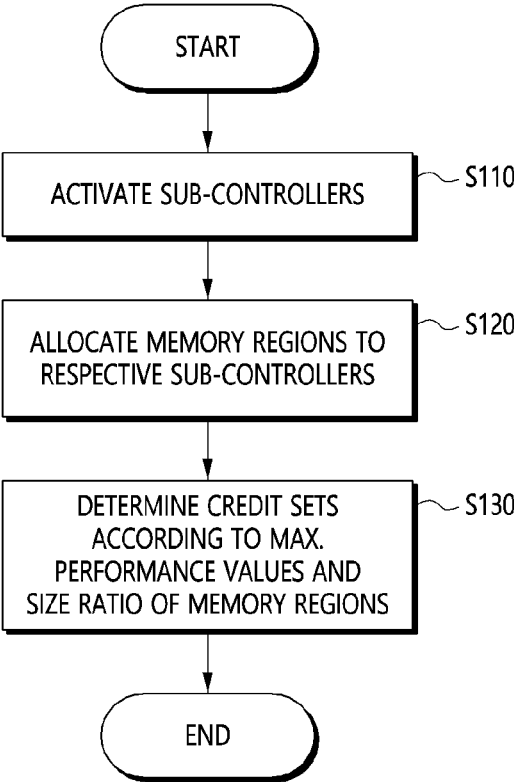 START
ACTIVATE SUB-CONTROLLERS
S110
ALLOCATE MEMORY REGIONS TO
RESPECTIVE SUB-CONTROLLERS
S120
DETERMINE CREDIT SETS
ACCORDING TO MAX.
PERFORMANCE VALUES AND
SIZE RATIO OF MEMORY REGIONS
S130
END